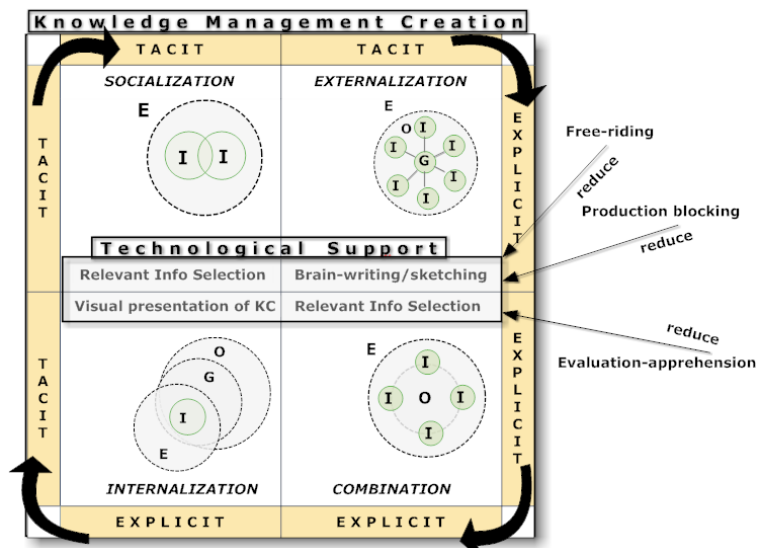 Knowledge Management Creation
TACIT TACIT
SOCIALIZATION EXTERNALIZATION
TACIT
E
I I
E
O I
I I
G
I I
I
EXPLICIT
Free-riding
reduce
Production blocking
reduce
Technological Support
Relevant Info Selection Brain-writing/sketching
Visual presentation of KC Relevant Info Selection
reduce
Evaluation-apprehension
TACIT
O
G
I
E
E
I
I O I
I
EXPLICIT
INTERNALIZATION COMBINATION
EXPLICIT EXPLICIT